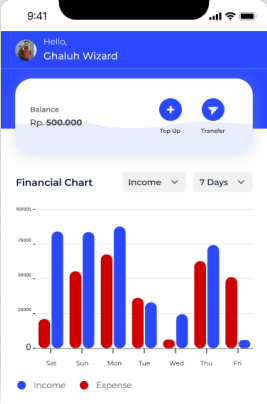 9:41
Hello,
Ghaluh Wizard
Balance
Rp. 500.000
Top Up
Transfer
Financial Chart
Income
7 Days
100000
75000
50000
25000
0
Sat Sun Mon Tue Wed Thu Fri
Income Expense